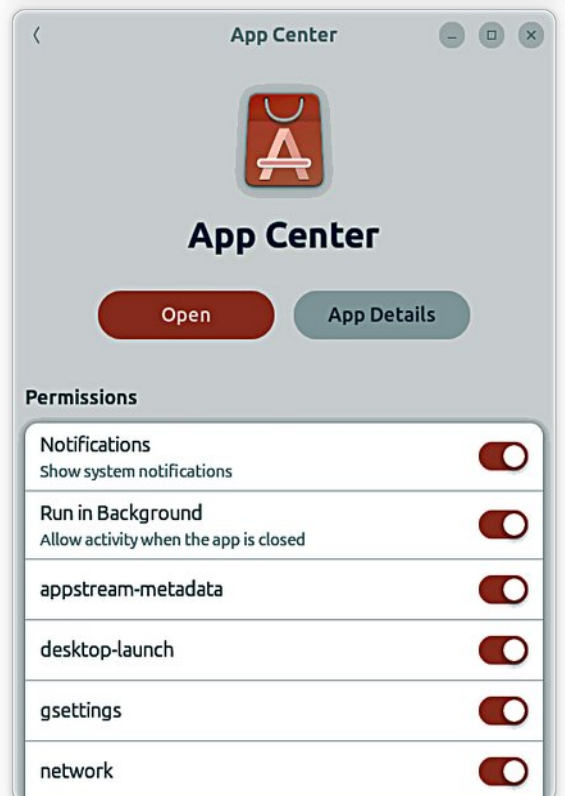 App Center
App Center
Open
App Details
Permissions
Notifications
Show system notifications
Run in Background
Allow activity when the app is closed
appstream-metadata
desktop-launch
gsettings
network